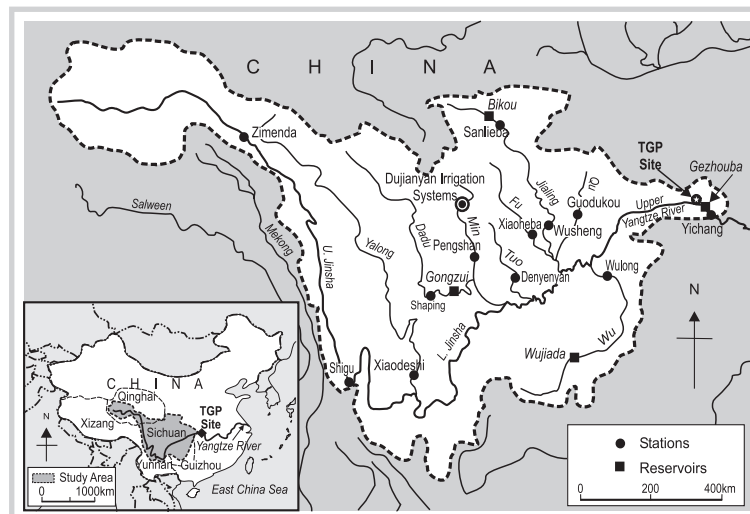 C H I N A
Bikou
Sanlieba
Zimenda
TGP
Site
Gezhouba
Dujianyan Irrigation
Systems
Fu
Jialing
Qu
Guodukou
Upper
Yangtze River
Yichang
Salween
Mekong
U. Jinsha
Yalong
Dadu
Min
Xiaoheba
Wusheng
Pengshan
Tuo
Gongzui
Denyenyan
Wulong
Shaping
L. Jinsha
Wujiada
Wu
N
Shigu
Xiaodeshi
C H I N A
Qinghai
TGP
Site
Xizang
Sichuan
Yangtze River
Yunnan
Guizhou
N
Study Area
0 1000km
East China Sea
Stations
Reservoirs
0 200 400km